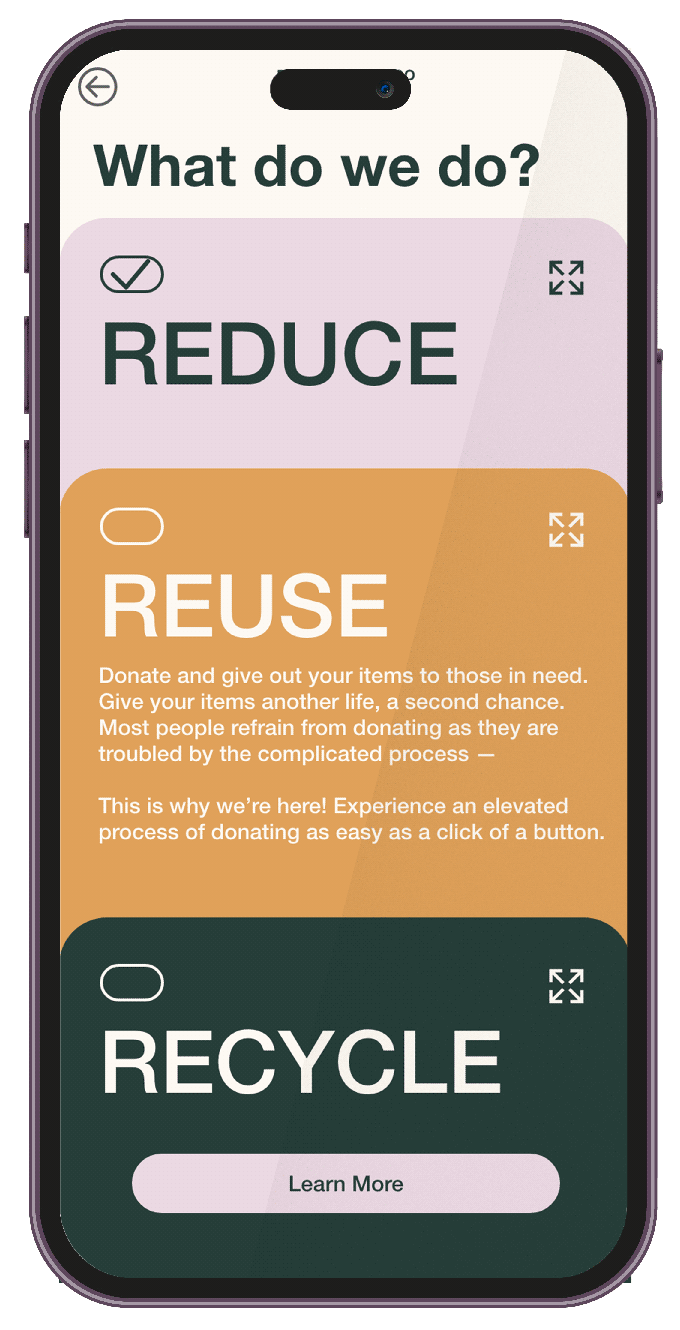 What do we do?
REDUCE
REUSE
Donate and give out your items to those in need.
Give your items another life, a second chance.
Most people refrain from donating as they are
troubled by the complicated process —
This is why we’re here! Experience an elevated
process of donating as easy as a click of a button.
RECYCLE
Learn More